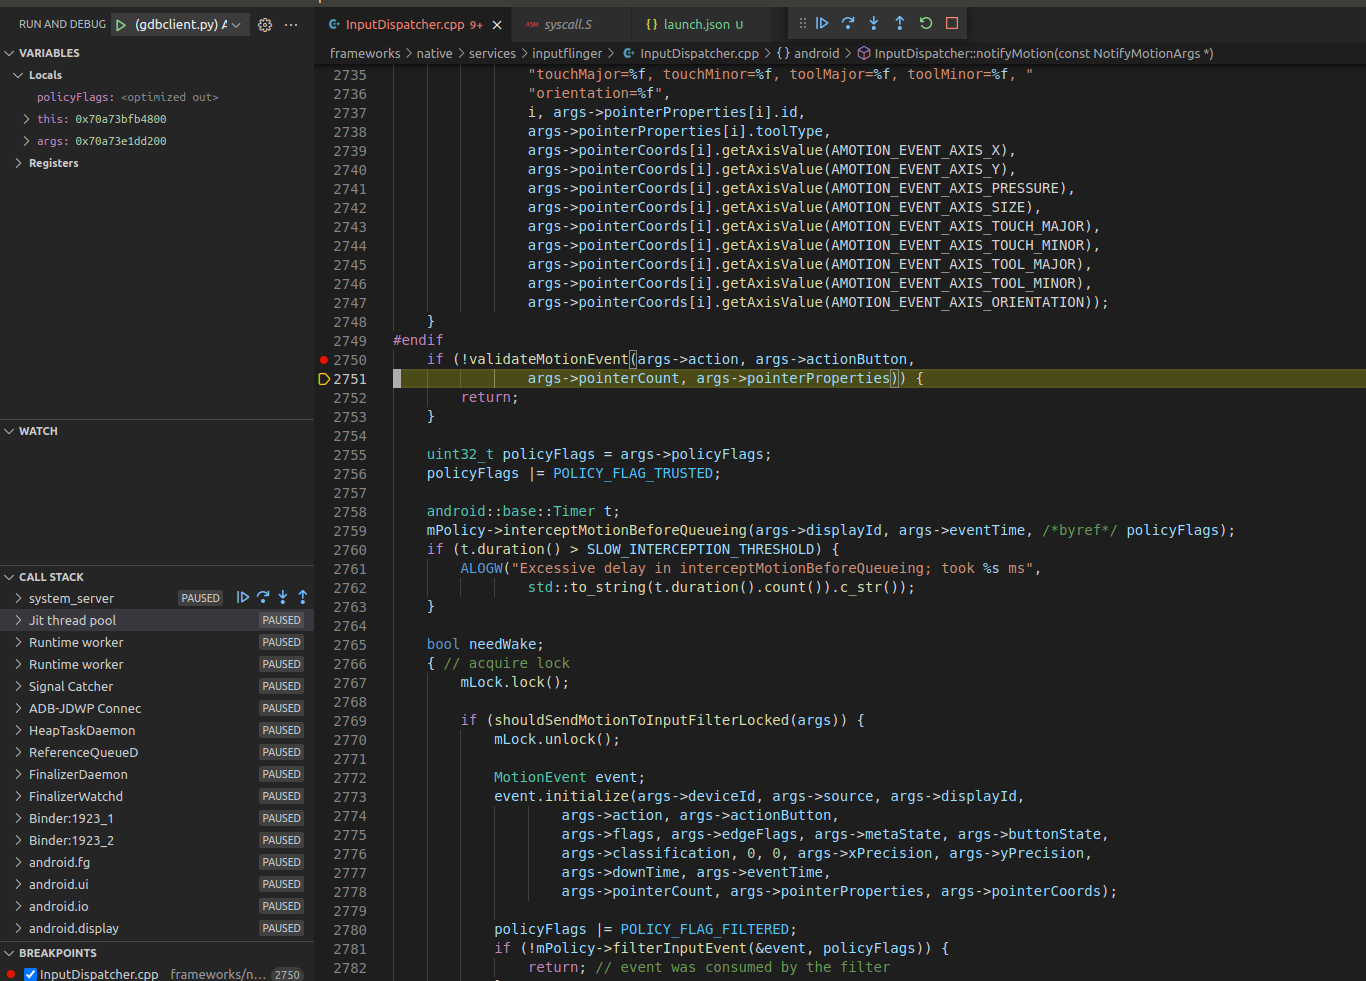 RUN AND DEBUG (gdbclient.py) A
InputDispatcher.cpp 9+ syscall.S launch.json U
frameworks > native > services > inputflinger > InputDispatcher.cpp > {} android > InputDispatcher::notifyMotion(const NotifyMotionArgs *)
VARIABLES
Locals
policyFlags: <optimized out>
this: 0x70a73bfb4800
args: 0x70a73e1dd200
Registers
WATCH
CALL STACK
system_server PAUSED
Jit thread pool PAUSED
Runtime worker PAUSED
Runtime worker PAUSED
Signal Catcher PAUSED
ADB-JDWP Connec PAUSED
HeapTaskDaemon PAUSED
ReferenceQueueD PAUSED
FinalizerDaemon PAUSED
FinalizerWatchd PAUSED
Binder:1923_1 PAUSED
Binder:1923_2 PAUSED
android.fg PAUSED
android.ui PAUSED
android.io PAUSED
android.display PAUSED
BREAKPOINTS
InputDispatcher.cpp frameworks/n... 2750
2735 "touchMajor=%f, touchMinor=%f, toolMajor=%f, toolMinor=%f, "
2736 "orientation=%f",
2737 i, args->pointerProperties[i].id,
2738 args->pointerProperties[i].toolType,
2739 args->pointerCoords[i].getAxisValue(AMOTION_EVENT_AXIS_X),
2740 args->pointerCoords[i].getAxisValue(AMOTION_EVENT_AXIS_Y),
2741 args->pointerCoords[i].getAxisValue(AMOTION_EVENT_AXIS_PRESSURE),
2742 args->pointerCoords[i].getAxisValue(AMOTION_EVENT_AXIS_SIZE),
2743 args->pointerCoords[i].getAxisValue(AMOTION_EVENT_AXIS_TOUCH_MAJOR),
2744 args->pointerCoords[i].getAxisValue(AMOTION_EVENT_AXIS_TOUCH_MINOR),
2745 args->pointerCoords[i].getAxisValue(AMOTION_EVENT_AXIS_TOOL_MAJOR),
2746 args->pointerCoords[i].getAxisValue(AMOTION_EVENT_AXIS_TOOL_MINOR),
2747 args->pointerCoords[i].getAxisValue(AMOTION_EVENT_AXIS_ORIENTATION));
2748 }
2749 #endif
2750 if (!validateMotionEvent(args->action, args->actionButton,
2751 args->pointerCount, args->pointerProperties)) {
2752 return;
2753 }
2754
2755 uint32_t policyFlags = args->policyFlags;
2756 policyFlags |= POLICY_FLAG_TRUSTED;
2757
2758 android::base::Timer t;
2759 mPolicy->interceptMotionBeforeQueueing(args->displayId, args->eventTime, /*byref*/ policyFlags);
2760 if (t.duration() > SLOW_INTERCEPTION_THRESHOLD) {
2761 ALOGW("Excessive delay in interceptMotionBeforeQueueing; took %s ms",
2762 std::to_string(t.duration().count()).c_str());
2763 }
2764
2765 bool needWake;
2766 { // acquire lock
2767 mLock.lock();
2768
2769 if (shouldSendMotionToInputFilterLocked(args)) {
2770 mLock.unlock();
2771
2772 MotionEvent event;
2773 event.initialize(args->deviceId, args->source, args->displayId,
2774 args->action, args->actionButton,
2775 args->flags, args->edgeFlags, args->metaState, args->buttonState,
2776 args->classification, 0, 0, args->xPrecision, args->yPrecision,
2777 args->downTime, args->eventTime,
2778 args->pointerCount, args->pointerProperties, args->pointerCoords);
2779
2780 policyFlags |= POLICY_FLAG_FILTERED;
2781 if (!mPolicy->filterInputEvent(&event, policyFlags)) {
2782 return; // event was consumed by the filter